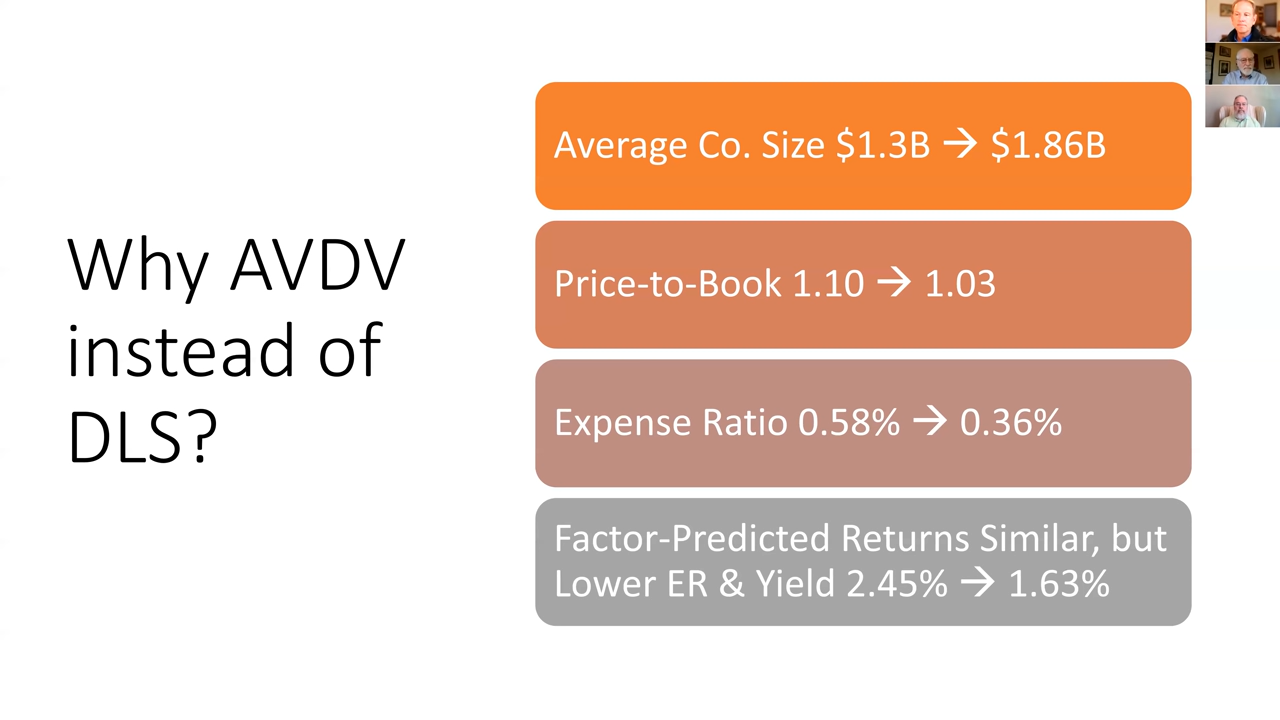 Why AVDV
instead of
DLS?
Average Co. Size $1.3B → $1.86B
Price-to-Book 1.10 → 1.03
Expense Ratio 0.58% → 0.36%
Factor-Predicted Returns Similar, but
Lower ER & Yield 2.45% → 1.63%